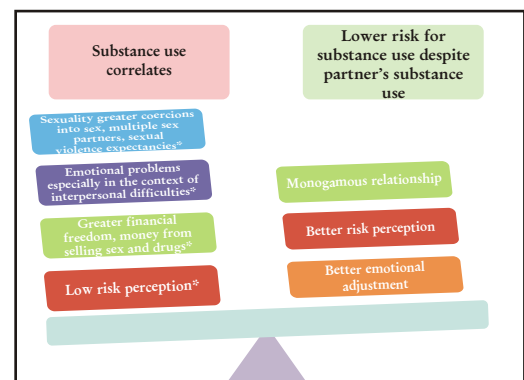 Substance use
correlates
Sexuality greater coercions
into sex, multiple sex
partners, sexual
violence expectancies*
Emotional problems
especially in the context of
interpersonal difficulties*
Greater financial
freedom, money from
selling sex and drugs*
Low risk perception*
Lower risk for
substance use despite
partner’s substance
use
Monogamous relationship
Better risk perception
Better emotional
adjustment